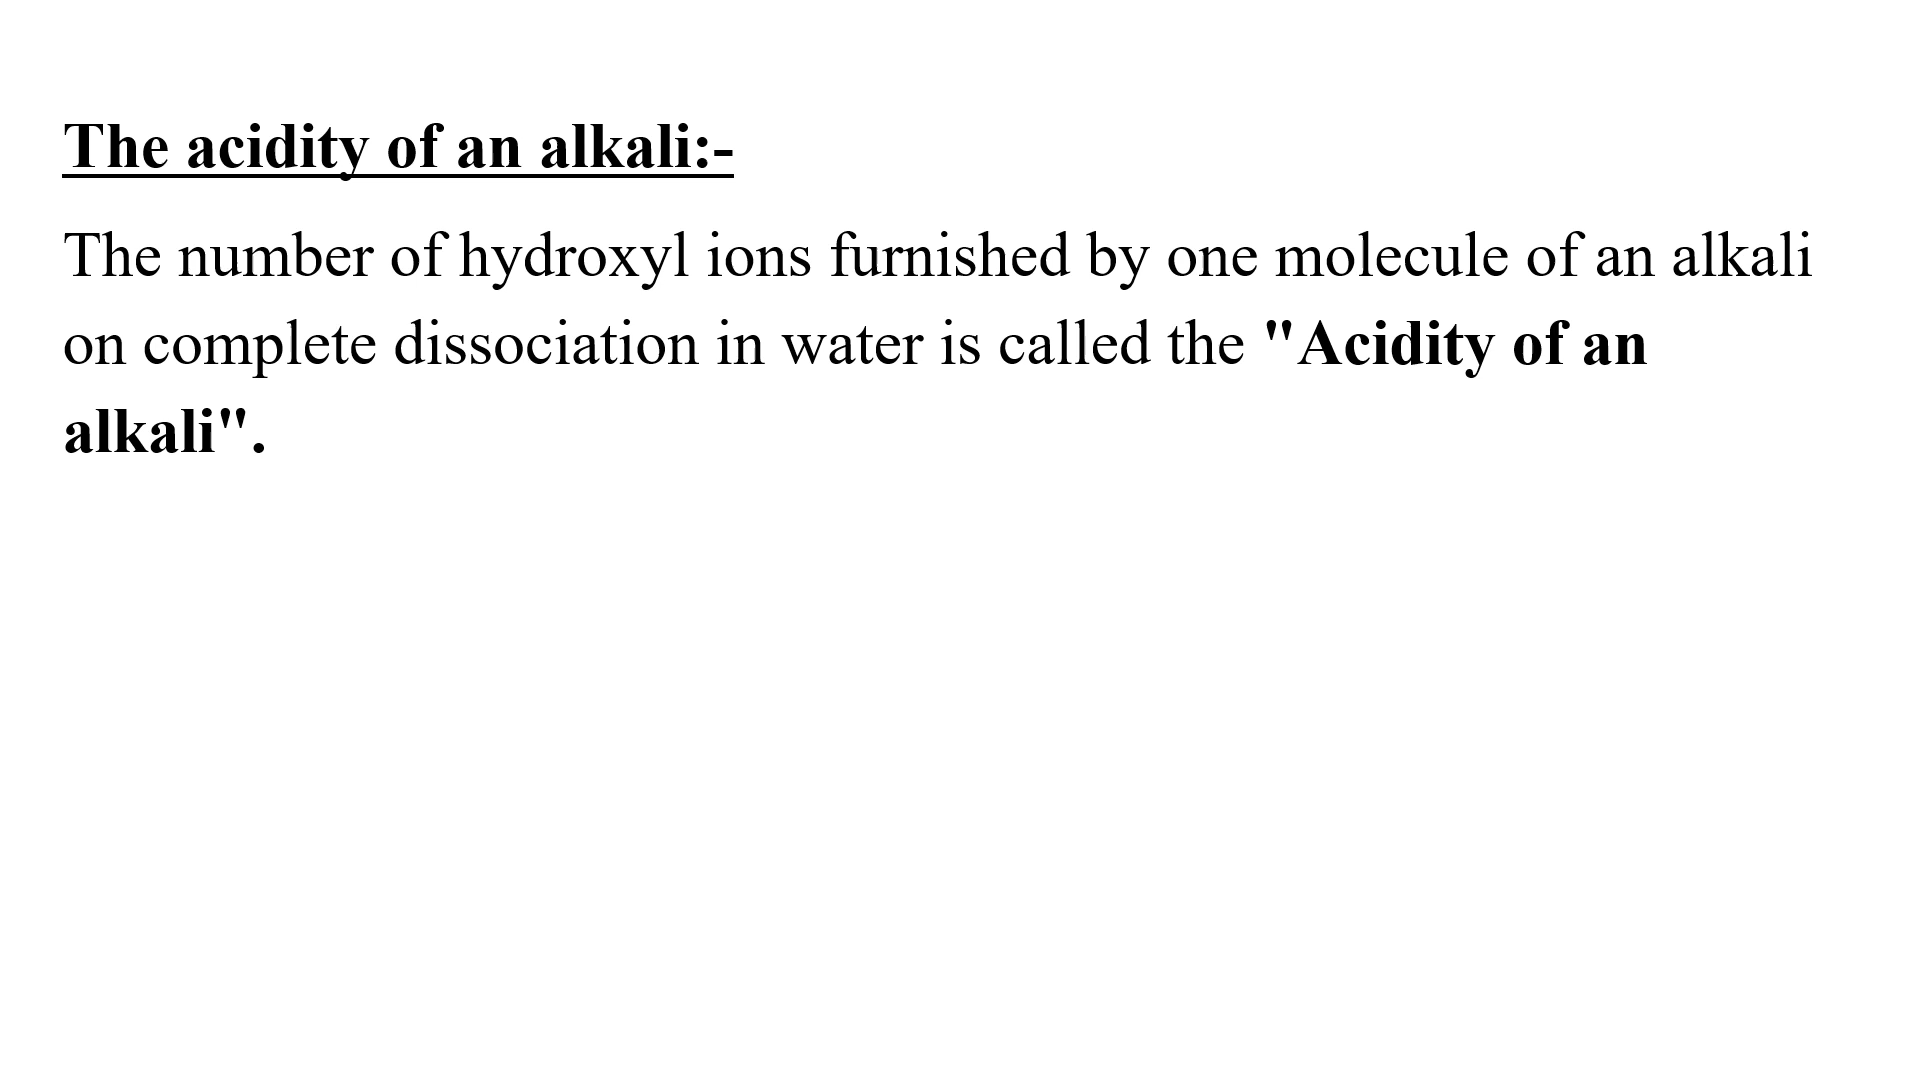 The acidity of an alkali:-
The number of hydroxyl ions furnished by one molecule of an alkali
on complete dissociation in water is called the "Acidity of an
alkali".